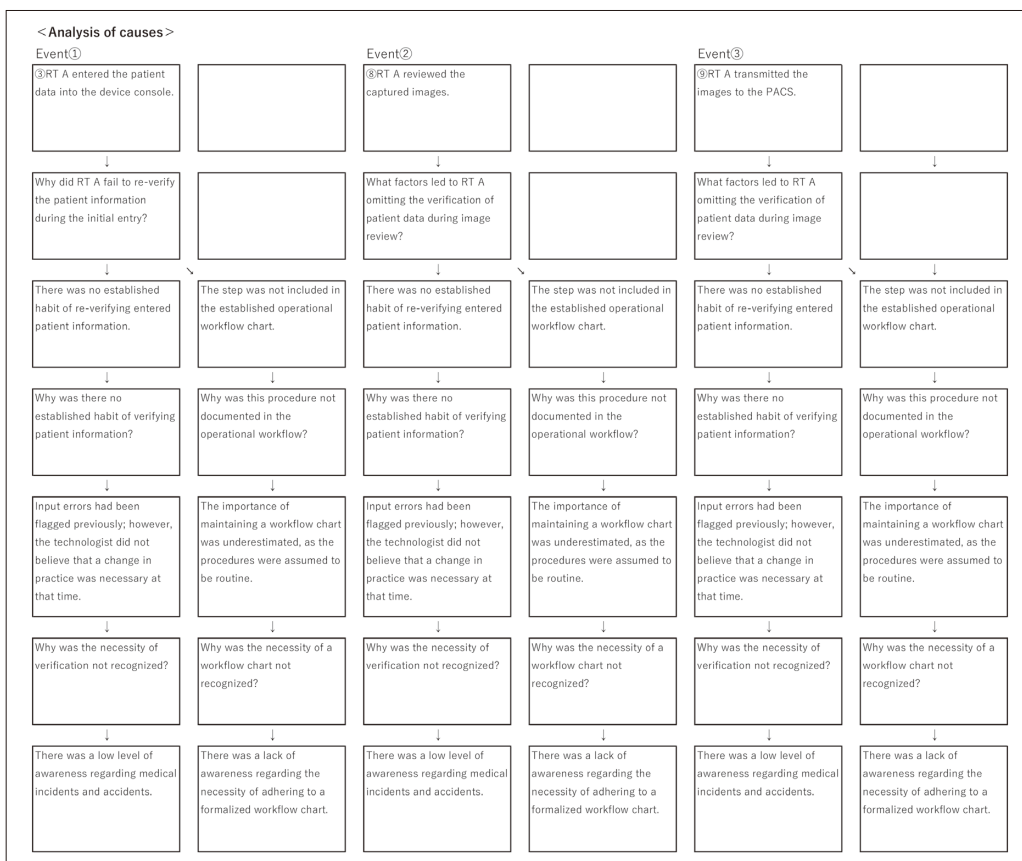 <Analysis of causes>
Event①
Event②
Event③
③RT A entered the patient
data into the device console.
⑧RT A reviewed the
captured images.
⑨RT A transmitted the
images to the PACS.
↓
↓
↓
↓
Why did RT A fail to re-verify
the patient information
during the initial entry?
What factors led to RT A
omitting the verification of
patient data during image
review?
What factors led to RT A
omitting the verification of
patient data during image
review?
↓ ↘
↓ ↘
↓ ↘ ↓
There was no established
habit of re-verifying entered
patient information.
The step was not included in
the established operational
workflow chart.
There was no established
habit of re-verifying entered
patient information.
The step was not included in
the established operational
workflow chart.
There was no established
habit of re-verifying entered
patient information.
The step was not included in
the established operational
workflow chart.
↓ ↓ ↓ ↓ ↓ ↓
Why was there no
established habit of verifying
patient information?
Why was this procedure not
documented in the
operational workflow?
Why was there no
established habit of verifying
patient information?
Why was this procedure not
documented in the
operational workflow?
Why was there no
established habit of verifying
patient information?
Why was this procedure not
documented in the
operational workflow?
↓ ↓ ↓ ↓ ↓ ↓
Input errors had been
flagged previously; however,
the technologist did not
believe that a change in
practice was necessary at
that time.
The importance of
maintaining a workflow chart
was underestimated, as the
procedures were assumed to
be routine.
Input errors had been
flagged previously; however,
the technologist did not
believe that a change in
practice was necessary at
that time.
The importance of
maintaining a workflow chart
was underestimated, as the
procedures were assumed to
be routine.
Input errors had been
flagged previously; however,
the technologist did not
believe that a change in
practice was necessary at
that time.
The importance of
maintaining a workflow chart
was underestimated, as the
procedures were assumed to
be routine.
↓ ↓ ↓ ↓ ↓ ↓
Why was the necessity of
verification not recognized?
Why was the necessity of a
workflow chart not
recognized?
Why was the necessity of
verification not recognized?
Why was the necessity of a
workflow chart not
recognized?
Why was the necessity of
verification not recognized?
Why was the necessity of a
workflow chart not
recognized?
↓ ↓ ↓ ↓ ↓ ↓
There was a low level of
awareness regarding medical
incidents and accidents.
There was a lack of
awareness regarding the
necessity of adhering to a
formalized workflow chart.
There was a low level of
awareness regarding medical
incidents and accidents.
There was a lack of
awareness regarding the
necessity of adhering to a
formalized workflow chart.
There was a low level of
awareness regarding medical
incidents and accidents.
There was a lack of
awareness regarding the
necessity of adhering to a
formalized workflow chart.